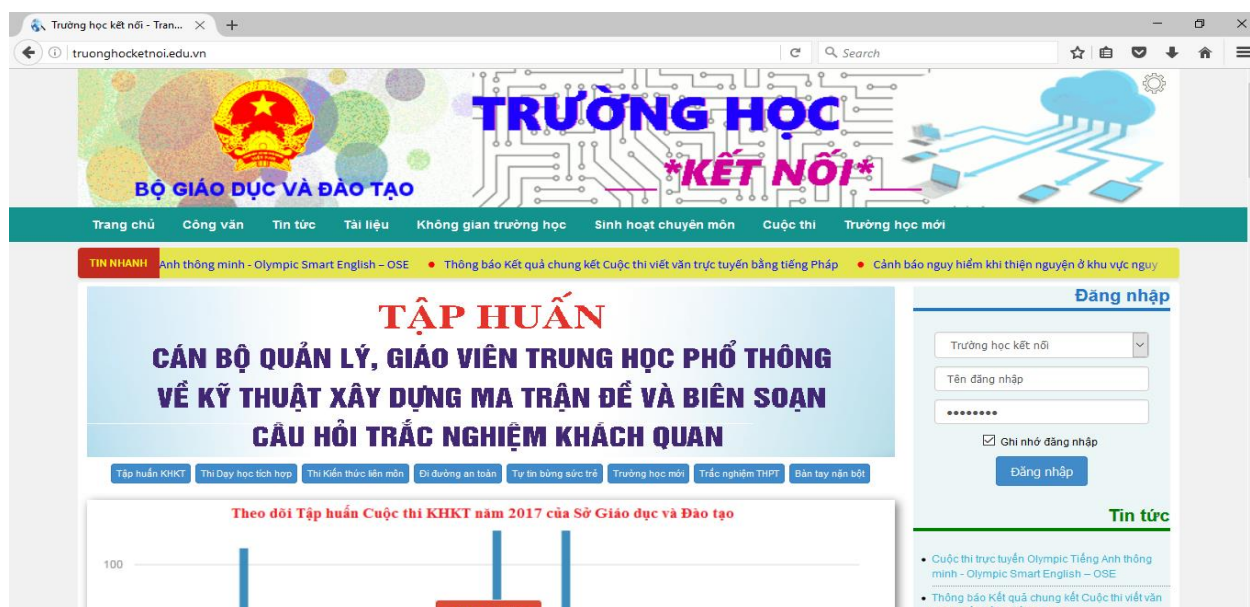 Trường học kết nối - Tran...
truonghocketnoi.edu.vn
Search
BỘ GIÁO DỤC VÀ ĐÀO TẠO
TRƯỜNG HỌC
*KẾT NỐI*
Trang chủ Công văn Tin tức Tài liệu Không gian trường học Sinh hoạt chuyên môn Cuộc thi Trường học mới
TIN NHANH Anh thông minh - Olympic Smart English – OSE • Thông báo Kết quả chung kết Cuộc thi viết văn trực tuyến bằng tiếng Pháp • Cảnh báo nguy hiểm khi thiện nguyện ở khu vực nguy
TẬP HUẤN
CÁN BỘ QUẢN LÝ, GIÁO VIÊN TRUNG HỌC PHỔ THÔNG
VỀ KỸ THUẬT XÂY DỰNG MA TRẬN ĐỀ VÀ BIÊN SOẠN
CÂU HỎI TRẮC NGHIỆM KHÁCH QUAN
Tập huấn KHKT Thi Dạy học tích hợp Thi Kiến thức liên môn Đi đường an toàn Tự tin bừng sức trẻ Trường học mới Trắc nghiệm THPT Bàn tay nặn bột
Theo dõi Tập huấn Cuộc thi KHKT năm 2017 của Sở Giáo dục và Đào tạo
100
Đăng nhập
Trường học kết nối
Tên đăng nhập
••••••••
Ghi nhớ đăng nhập
Đăng nhập
Tin tức
• Cuộc thi trực tuyến Olympic Tiếng Anh thông
minh - Olympic Smart English – OSE
• Thông báo Kết quả chung kết Cuộc thi viết văn